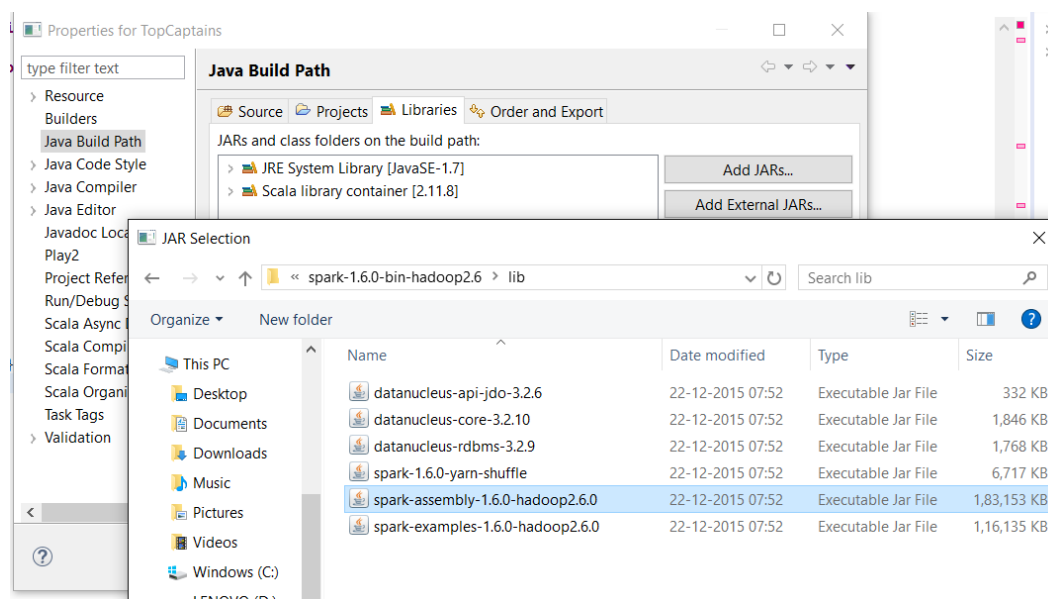 Properties for TopCaptains
type filter text
Java Build Path
Resource
Builders
Java Build Path
Java Code Style
Java Compiler
Java Editor
Javadoc Loca
Play2
Project Refer
Run/Debug S
Scala Async
Scala Compi
Scala Format
Scala Organi
Task Tags
Validation
Source Projects Libraries Order and Export
JARs and class folders on the build path:
JRE System Library [JavaSE-1.7]
Scala library container [2.11.8]
Add JARs...
Add External JARs...
JAR Selection
« spark-1.6.0-bin-hadoop2.6 > lib
Search lib
Organize New folder
This PC
Desktop
Documents
Downloads
Music
Pictures
Videos
Windows (C:)
LENOVO (D:)
Name Date modified Type Size
datanucleus-api-jdo-3.2.6 22-12-2015 07:52 Executable Jar File 332 KB
datanucleus-core-3.2.10 22-12-2015 07:52 Executable Jar File 1,846 KB
datanucleus-rdbms-3.2.9 22-12-2015 07:52 Executable Jar File 1,768 KB
spark-1.6.0-yarn-shuffle 22-12-2015 07:52 Executable Jar File 6,717 KB
spark-assembly-1.6.0-hadoop2.6.0 22-12-2015 07:52 Executable Jar File 1,83,153 KB
spark-examples-1.6.0-hadoop2.6.0 22-12-2015 07:52 Executable Jar File 1,16,135 KB